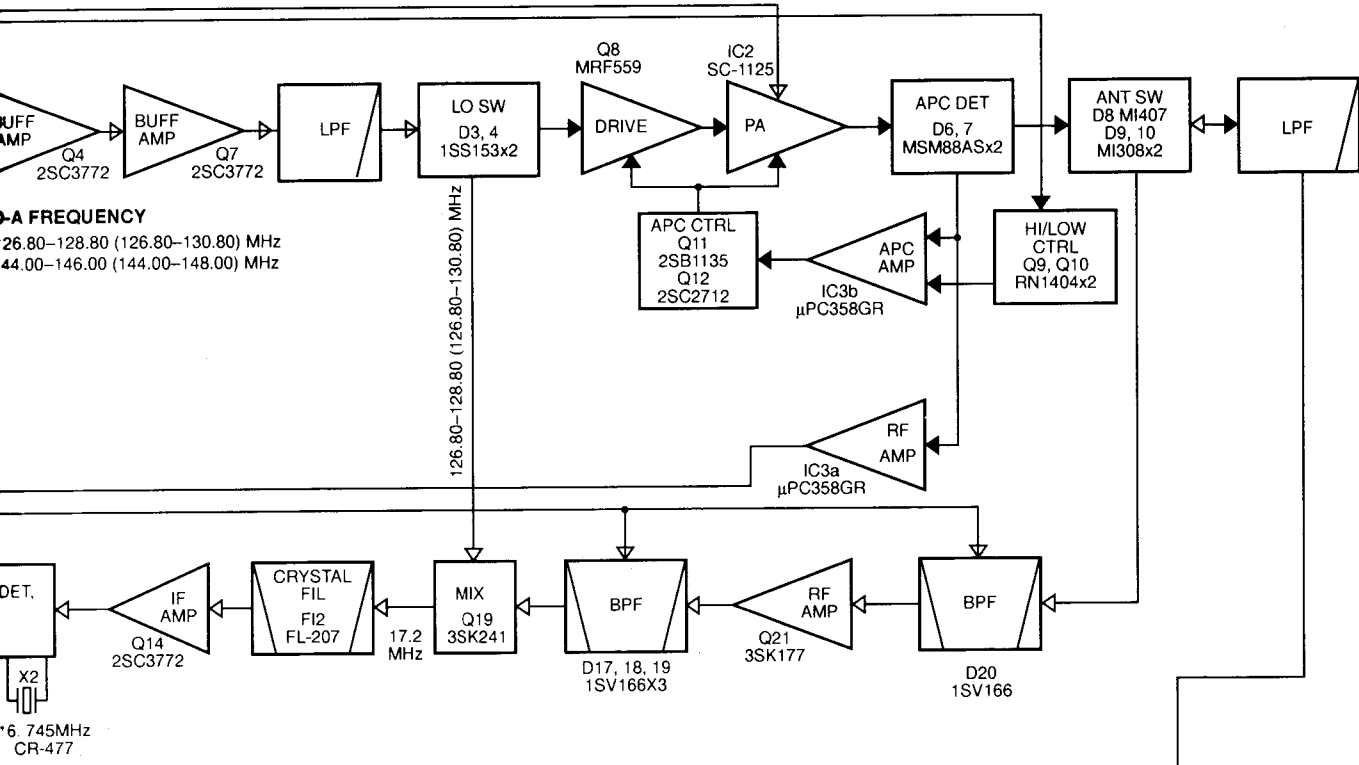 Q8
MRF559
IC2
SC-1125
BUFF
AMP
Q4
2SC3772
BUFF
AMP
Q7
2SC3772
LPF
LO SW
D3, 4
1SS153x2
DRIVE
PA
APC DET
D6, 7
MSM88ASx2
ANT SW
D8 MI407
D9, 10
MI308x2
LPF
-A FREQUENCY
26.80–128.80 (126.80–130.80) MHz
44.00–146.00 (144.00–148.00) MHz
126.80–128.80 (126.80–130.80) MHz
APC CTRL
Q11
2SB1135
Q12
2SC2712
APC
AMP
IC3b
µPC358GR
HI/LOW
CTRL
Q9, Q10
RN1404x2
RF
AMP
IC3a
µPC358GR
DET,
X2
6. 745MHz
CR-477
IF
AMP
Q14
2SC3772
CRYSTAL
FIL
FI2
FL-207
17.2
MHz
MIX
Q19
3SK241
BPF
D17, 18, 19
1SV166X3
RF
AMP
Q21
3SK177
BPF
D20
1SV166